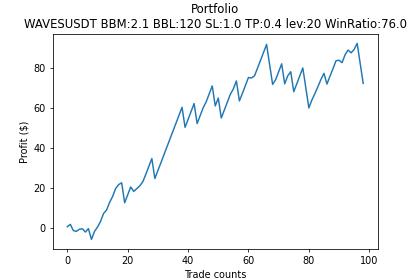 Portfolio
WAVESUSDT BBM:2.1 BBL:120 SL:1.0 TP:0.4 lev:20 WinRatio:76.0
Profit ($)
80
60
40
20
0
0 20 40 60 80 100
Trade counts